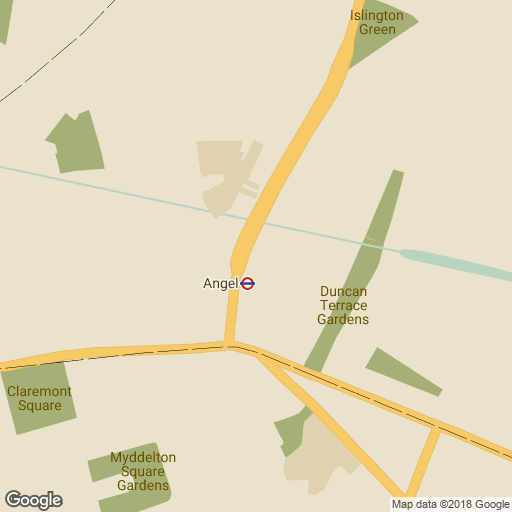 Islington
Green
Angel
Duncan
Terrace
Gardens
Claremont
Square
Myddelton
Square
Gardens
Google
Map data ©2018 Google